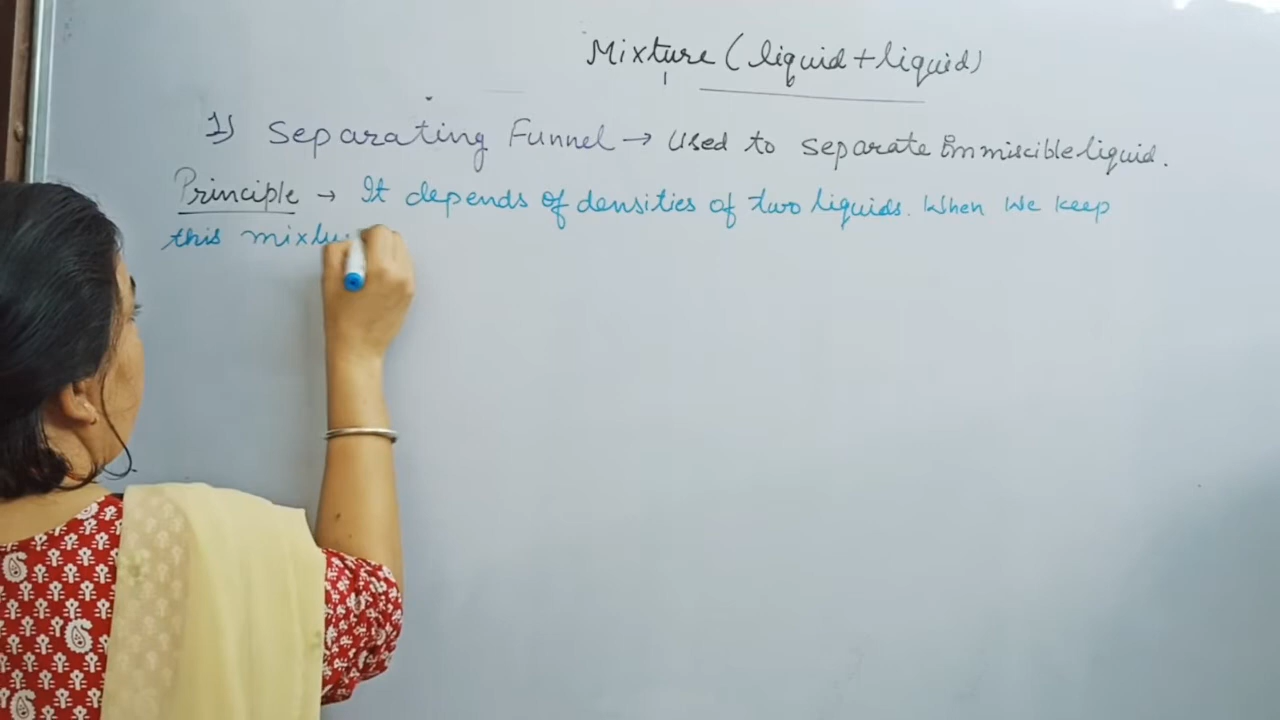 Mixture (liquid + liquid)
1) Separating Funnel → Used to separate Immiscible liquid.
Principle → It depends of densities of two liquids. When We keep
this mixtu